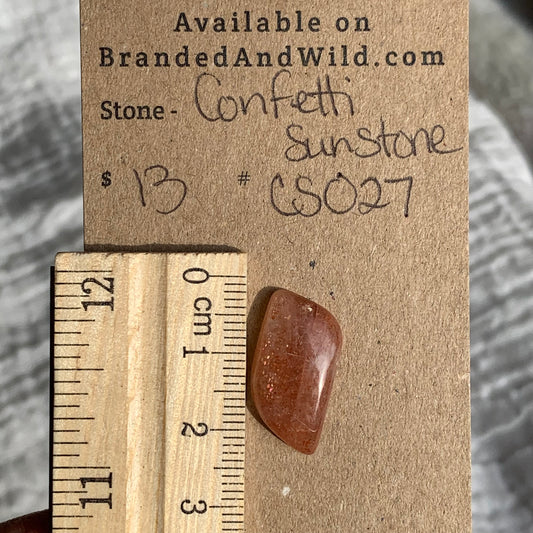 Available on
BrandedAndWild.com
Stone - Confetti
Sunstone
$ 13 # CS027
12
11
0 cm 1 2 3